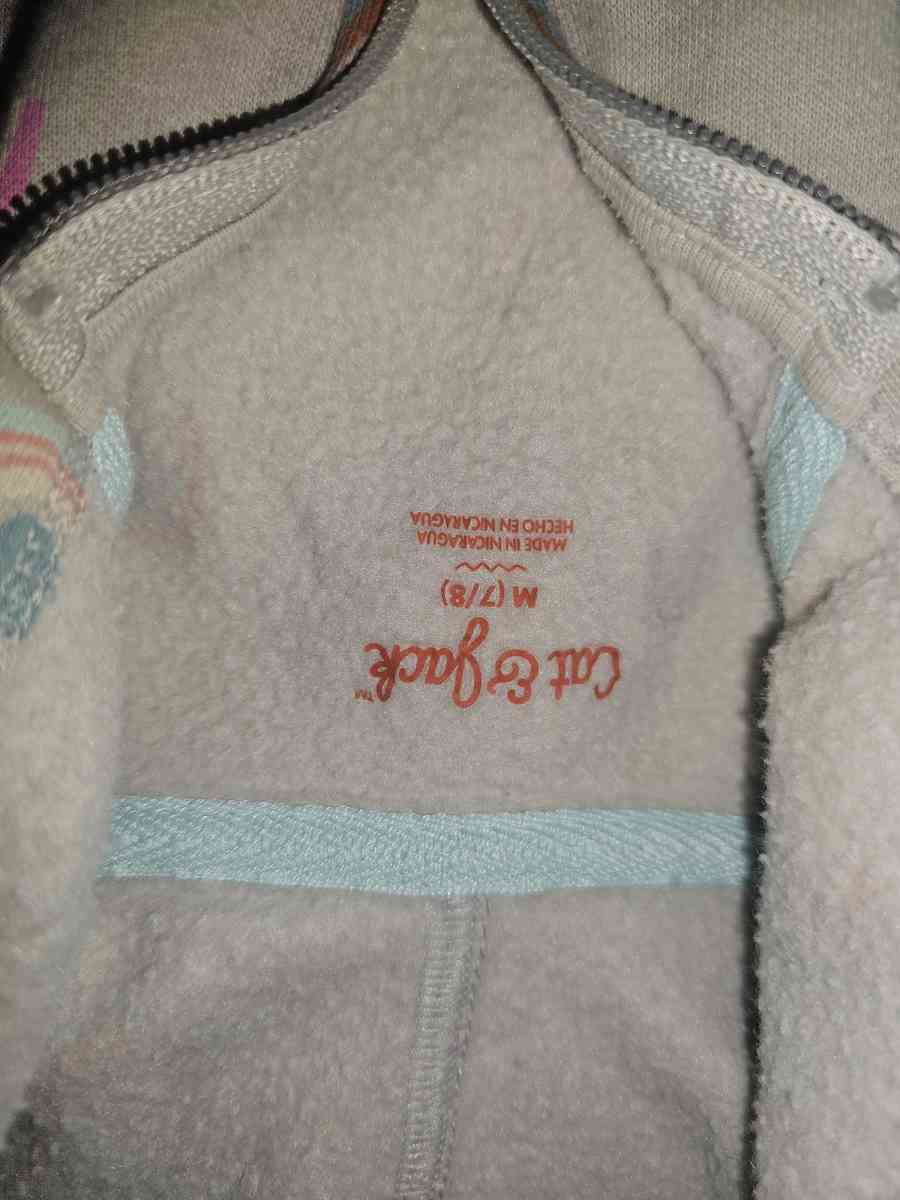 Cat & Jack™
M (7/8)
MADE IN NICARAGUA
HECHO EN NICARAGUA